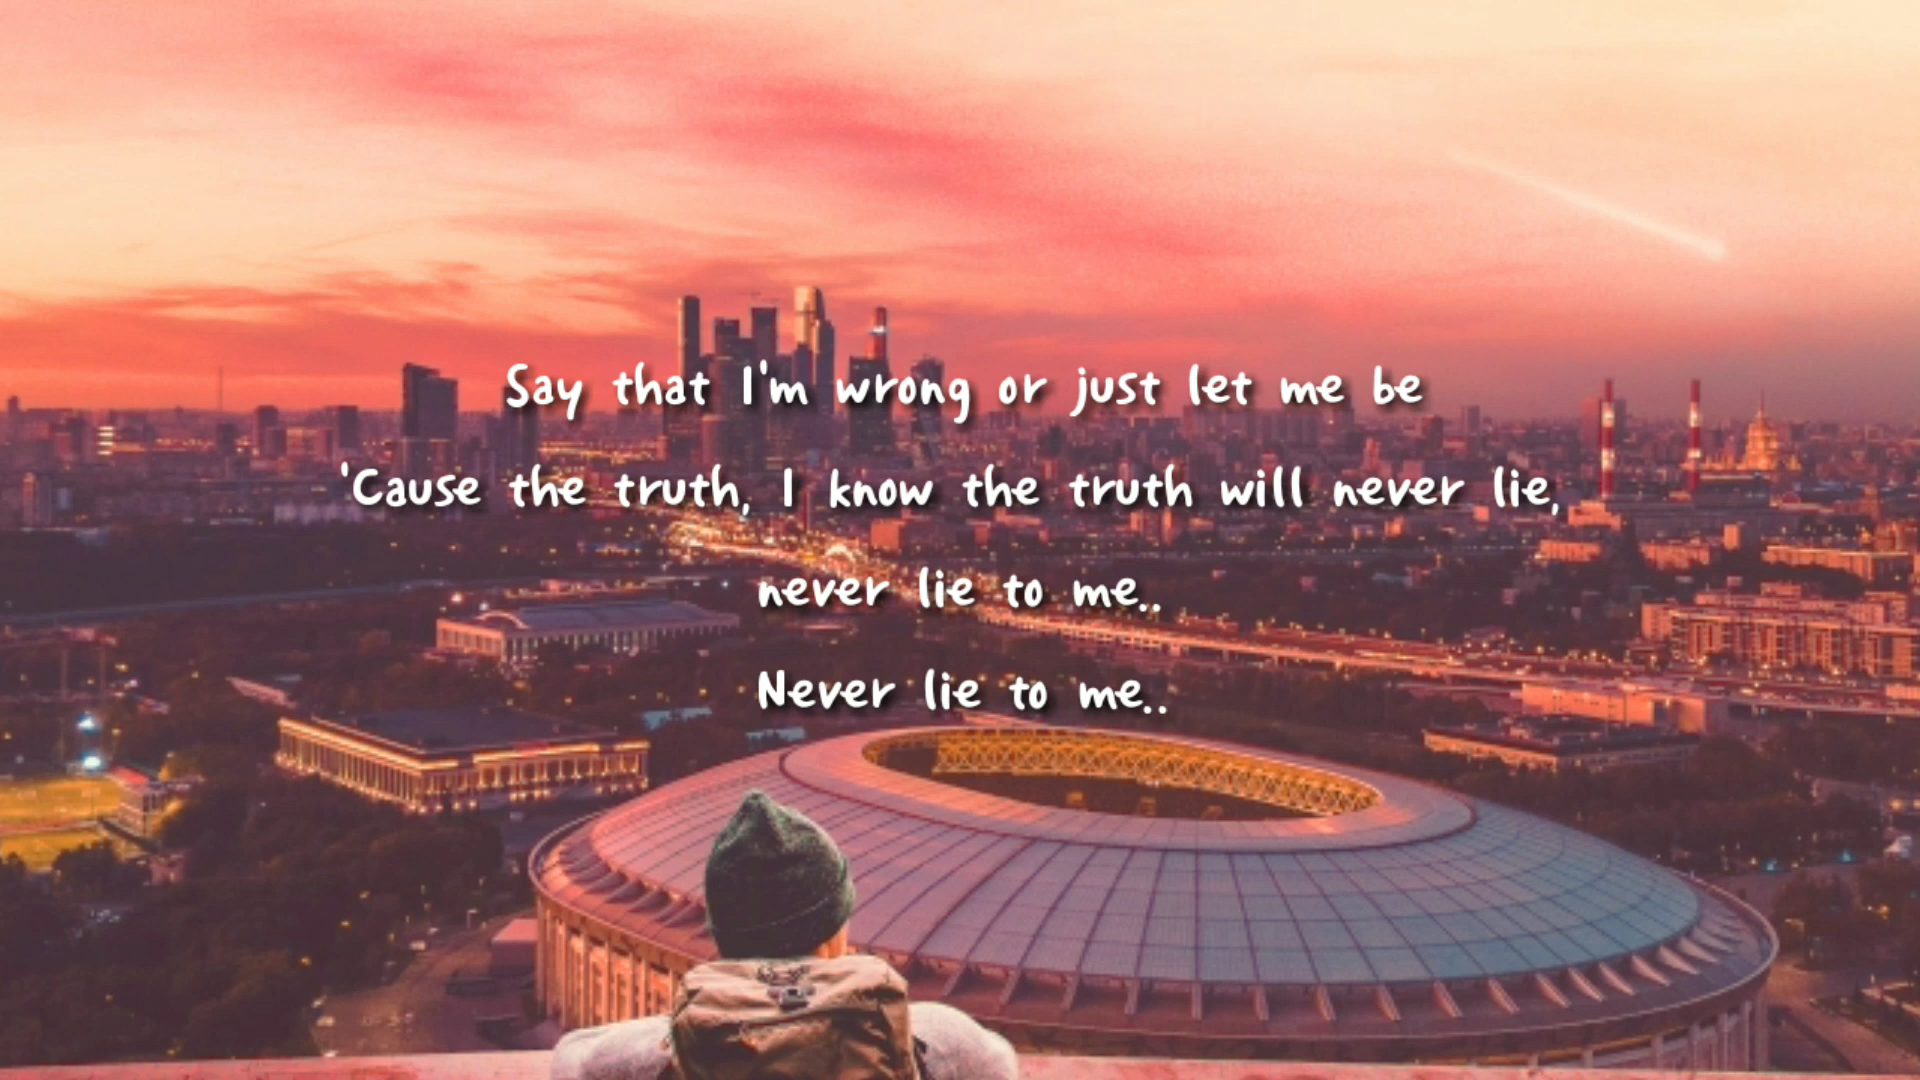 Say that I'm wrong or just let me be
'Cause the truth, I know the truth will never lie,
never lie to me..
Never lie to me..